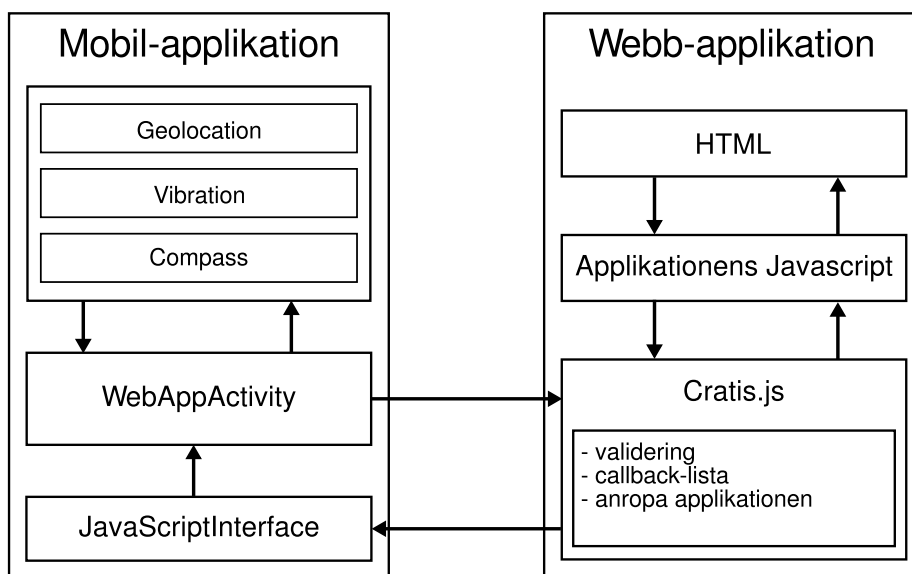 Mobil-applikation
Geolocation
Vibration
Compass
WebAppActivity
JavaScriptInterface
Webb-applikation
HTML
Applikationens Javascript
Cratis.js
- validering
- callback-lista
- anropa applikationen